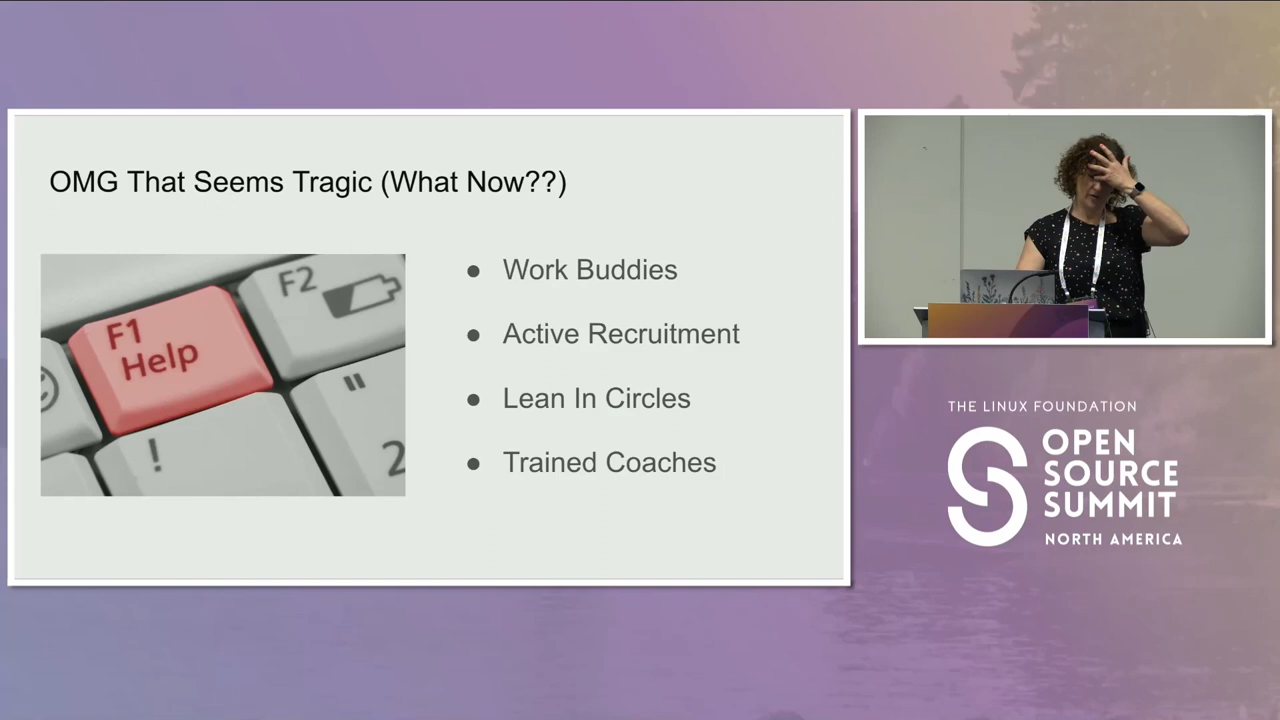 OMG That Seems Tragic (What Now??)
F1
Help
F2
!
"
2
● Work Buddies
● Active Recruitment
● Lean In Circles
● Trained Coaches
THE LINUX FOUNDATION
OPEN
SOURCE
SUMMIT
NORTH AMERICA